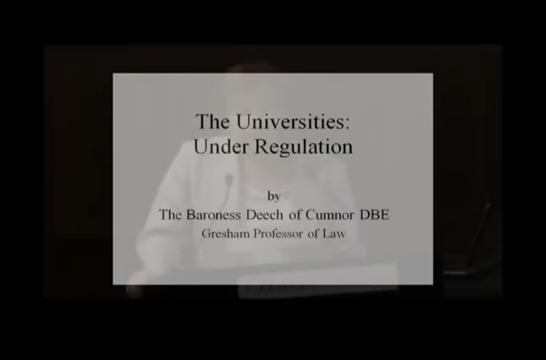 The Universities:
Under Regulation
by
The Baroness Deech of Cumnor DBE
Gresham Professor of Law